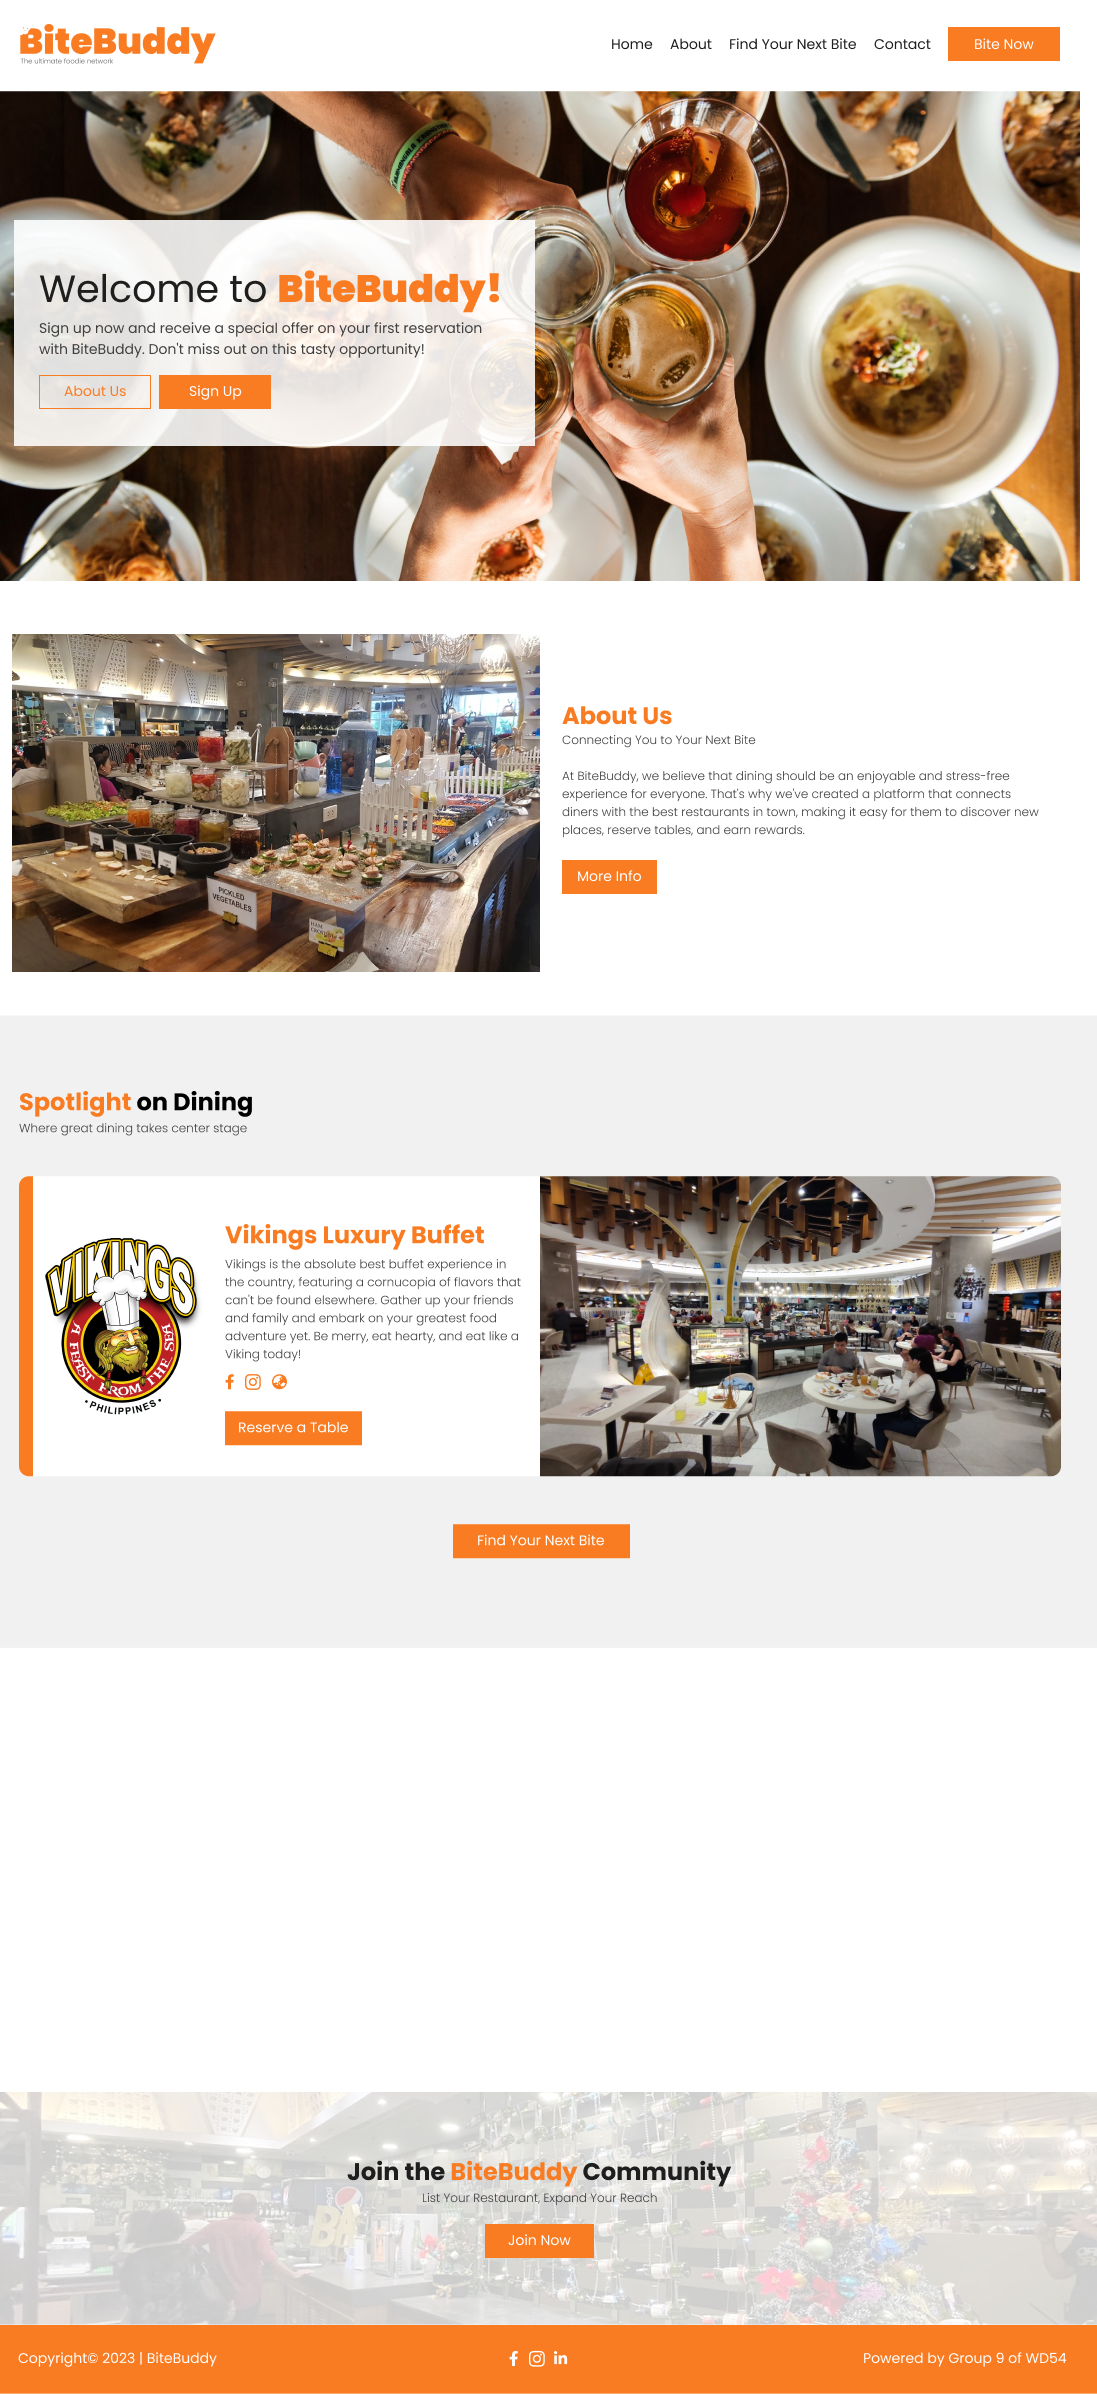 BiteBuddy
The ultimate foodie network
Home About Find Your Next Bite Contact Bite Now
Welcome to BiteBuddy!
Sign up now and receive a special offer on your first reservation
with BiteBuddy. Don't miss out on this tasty opportunity!
About Us Sign Up
PICKLED
VEGETABLES
About Us
Connecting You to Your Next Bite
At BiteBuddy, we believe that dining should be an enjoyable and stress-free
experience for everyone. That's why we've created a platform that connects
diners with the best restaurants in town, making it easy for them to discover new
places, reserve tables, and earn rewards.
More Info
Spotlight on Dining
Where great dining takes center stage
VIKINGS
A FEAST FROM THE SEA
•PHILIPPINES•
Vikings Luxury Buffet
Vikings is the absolute best buffet experience in
the country, featuring a cornucopia of flavors that
can't be found elsewhere. Gather up your friends
and family and embark on your greatest food
adventure yet. Be merry, eat hearty, and eat like a
Viking today!
Reserve a Table
Find Your Next Bite
Join the BiteBuddy Community
List Your Restaurant, Expand Your Reach
Join Now
Copyright© 2023 | BiteBuddy
Powered by Group 9 of WD54